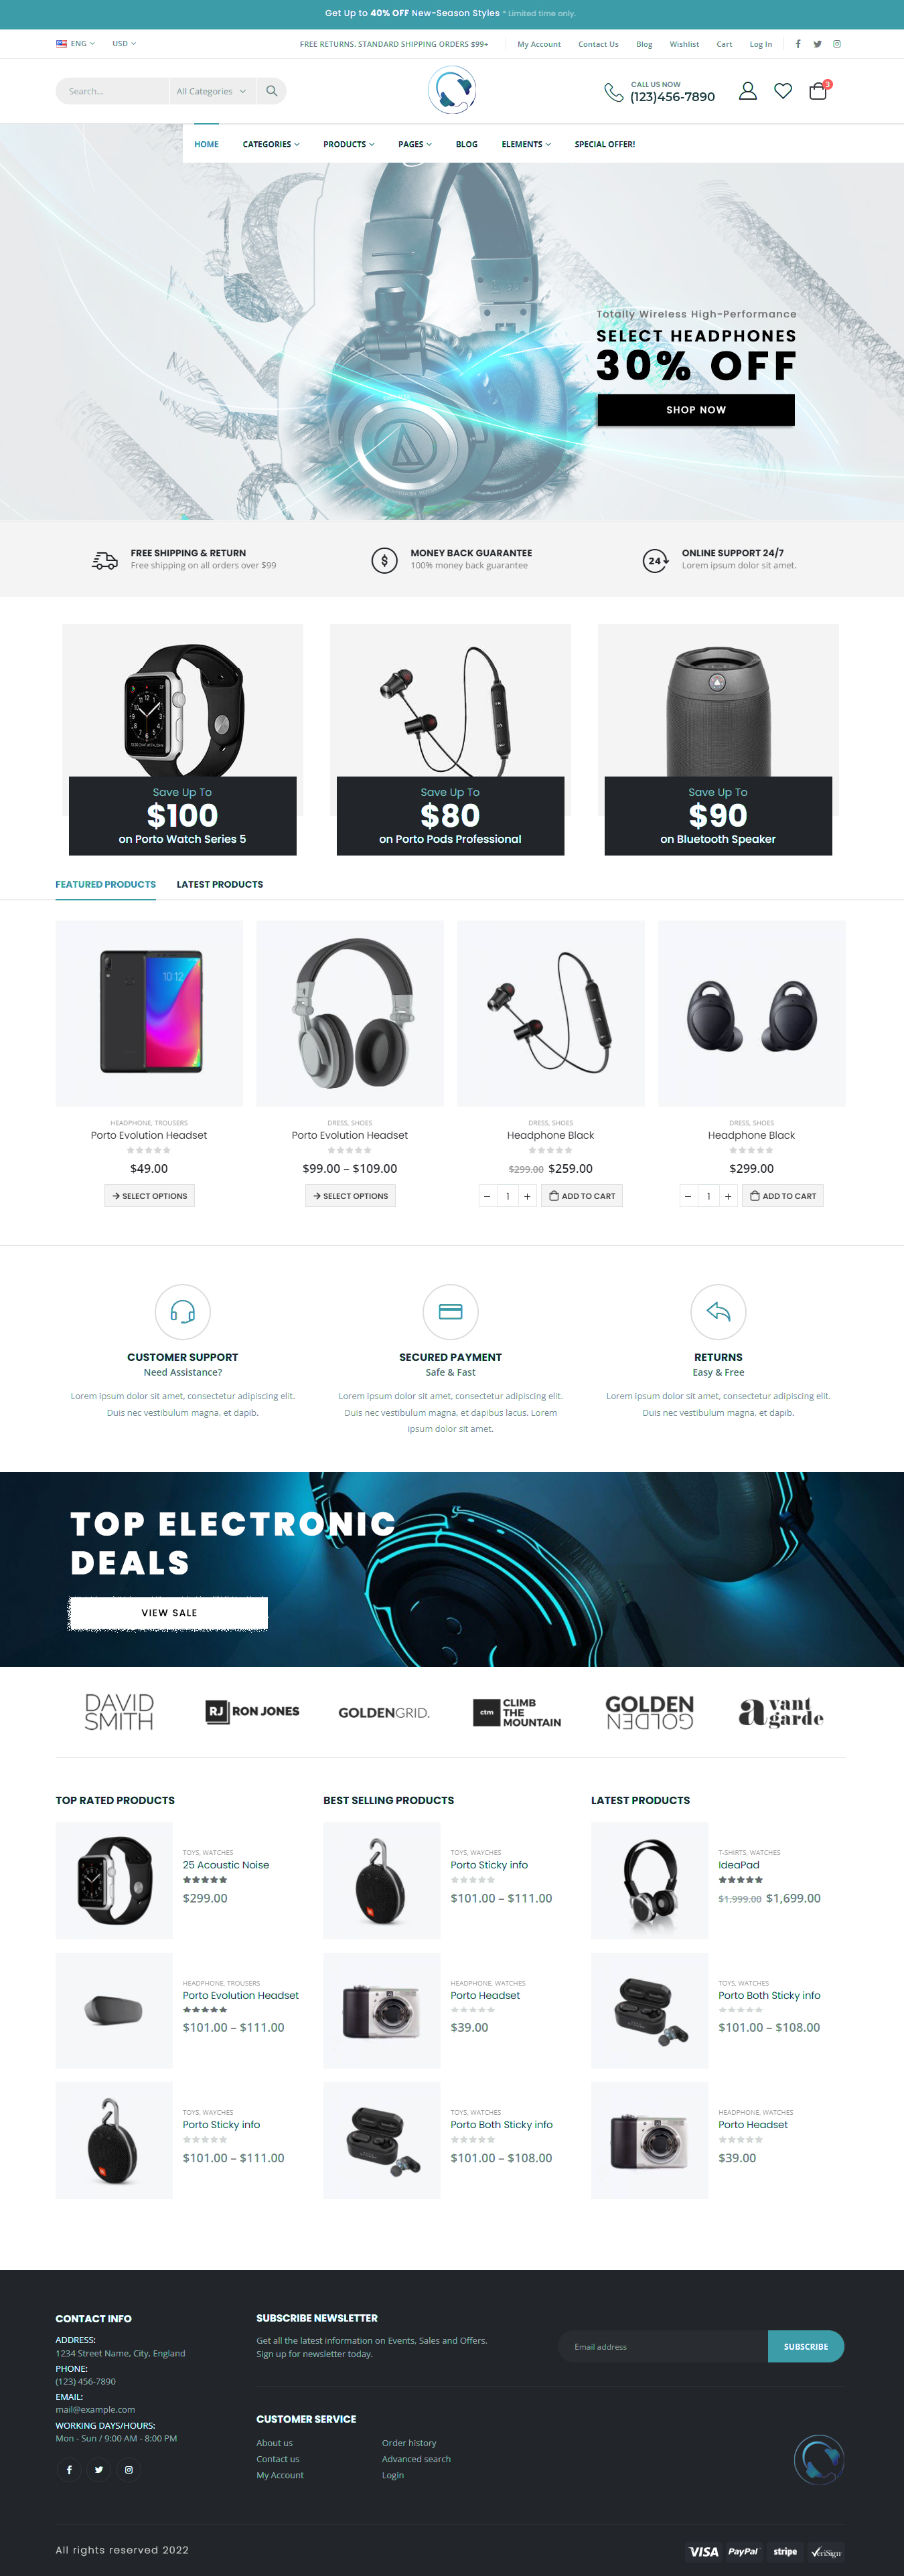 Get Up to 40% OFF New-Season Styles * Limited time only.
ENG USD FREE RETURNS. STANDARD SHIPPING ORDERS $99+ My Account Contact Us Blog Wishlist Cart Log In
Search... All Categories
CALL US NOW
(123)456-7890
3
HOME CATEGORIES PRODUCTS PAGES BLOG ELEMENTS SPECIAL OFFER!
Totally Wireless High-Performance
SELECT HEADPHONES
30% OFF
SHOP NOW
FREE SHIPPING & RETURN
Free shipping on all orders over $99
$
MONEY BACK GUARANTEE
100% money back guarantee
24
ONLINE SUPPORT 24/7
Lorem ipsum dolor sit amet.
Save Up To
$100
on Porto Watch Series 5
Save Up To
$80
on Porto Pods Professional
Save Up To
$90
on Bluetooth Speaker
FEATURED PRODUCTS LATEST PRODUCTS
10:12
HEADPHONE, TROUSERS
Porto Evolution Headset
$49.00
SELECT OPTIONS
DRESS, SHOES
Porto Evolution Headset
$99.00 – $109.00
SELECT OPTIONS
DRESS, SHOES
Headphone Black
$299.00 $259.00
− 1 + ADD TO CART
DRESS, SHOES
Headphone Black
$299.00
− 1 + ADD TO CART
CUSTOMER SUPPORT
Need Assistance?
Lorem ipsum dolor sit amet, consectetur adipiscing elit.
Duis nec vestibulum magna, et dapib.
SECURED PAYMENT
Safe & Fast
Lorem ipsum dolor sit amet, consectetur adipiscing elit.
Duis nec vestibulum magna, et dapibus lacus. Lorem
ipsum dolor sit amet.
RETURNS
Easy & Free
Lorem ipsum dolor sit amet, consectetur adipiscing elit.
Duis nec vestibulum magna, et dapib.
TOP ELECTRONIC
DEALS
VIEW SALE
DAVID
SMITH
RJ RON JONES
GOLDENGRID.
ctm
CLIMB
THE
MOUNTAIN
GOLDEN
GOLDEN
avant
garde
TOP RATED PRODUCTS
TOYS, WATCHES
25 Acoustic Noise
$299.00
HEADPHONE, TROUSERS
Porto Evolution Headset
$101.00 – $111.00
TOYS, WAYCHES
Porto Sticky info
$101.00 – $111.00
BEST SELLING PRODUCTS
TOYS, WAYCHES
Porto Sticky info
$101.00 – $111.00
HEADPHONE, WATCHES
Porto Headset
$39.00
TOYS, WATCHES
Porto Both Sticky info
$101.00 – $108.00
LATEST PRODUCTS
T-SHIRTS, WATCHES
IdeaPad
$1,999.00 $1,699.00
TOYS, WATCHES
Porto Both Sticky info
$101.00 – $108.00
HEADPHONE, WATCHES
Porto Headset
$39.00
CONTACT INFO
ADDRESS:
1234 Street Name, City, England
PHONE:
(123) 456-7890
EMAIL:
mail@example.com
WORKING DAYS/HOURS:
Mon - Sun / 9:00 AM - 8:00 PM
SUBSCRIBE NEWSLETTER
Get all the latest information on Events, Sales and Offers.
Sign up for newsletter today.
Email address SUBSCRIBE
CUSTOMER SERVICE
About us
Contact us
My Account
Order history
Advanced search
Login
All rights reserved 2022
VISA PayPal stripe VeriSign